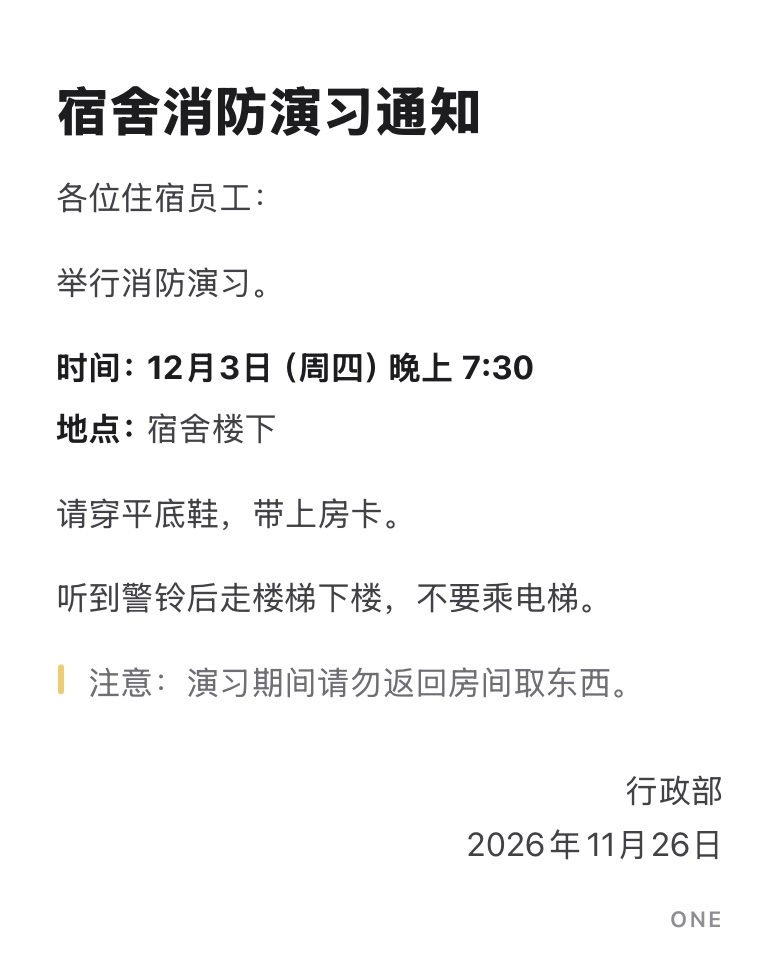 宿舍消防演习通知
各位住宿员工：
举行消防演习。
时间：12月3日（周四）晚上 7:30
地点：宿舍楼下
请穿平底鞋，带上房卡。
听到警铃后走楼梯下楼，不要乘电梯。
注意：演习期间请勿返回房间取东西。
行政部
2026年11月26日
ONE